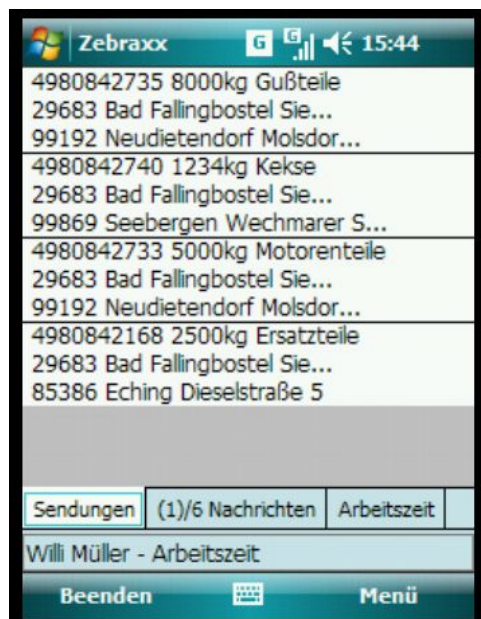 Zebraxx G G 15:44
4980842735 8000kg Gußteile
29683 Bad Fallingbostel Sie...
99192 Neudietendorf Molsdor...
4980842740 1234kg Kekse
29683 Bad Fallingbostel Sie...
99869 Seebergen Wechmarer S...
4980842733 5000kg Motorenteile
29683 Bad Fallingbostel Sie...
99192 Neudietendorf Molsdor...
4980842168 2500kg Ersatzteile
29683 Bad Fallingbostel Sie...
85386 Eching Dieselstraße 5
Sendungen (1)/6 Nachrichten Arbeitszeit
Willi Müller - Arbeitszeit
Beenden Menü